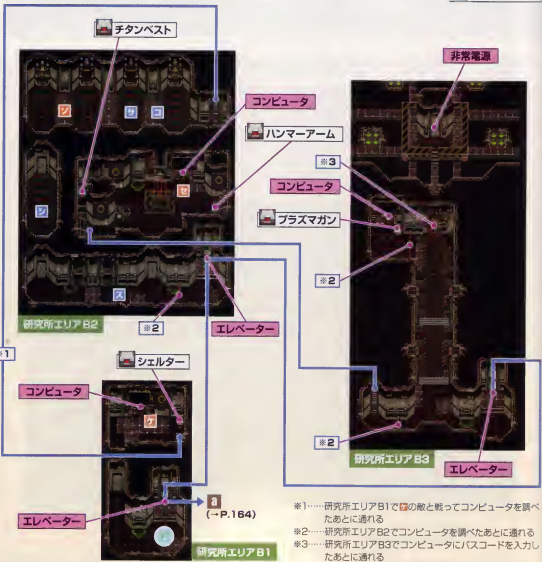 チタンベスト
非常電源
ソ
サ
コ
コンピュータ
ハンマーアーム
※3
コンピュータ
セ
シ
プラズマガン
※2
ス
※2
エレベーター
研究所エリアB2
※1
シェルター
コンピュータ
ケ
※2
研究所エリアB3
エレベーター
a
(→P.164)
エレベーター
研究所エリアB1
※1……研究所エリアB1でケの敵と戦ってコンピュータを調べ
たあとに通れる
※2……研究所エリアB2でコンピュータを調べたあとに通れる
※3……研究所エリアB3でコンピュータにパスコードを入力し
たあとに通れる